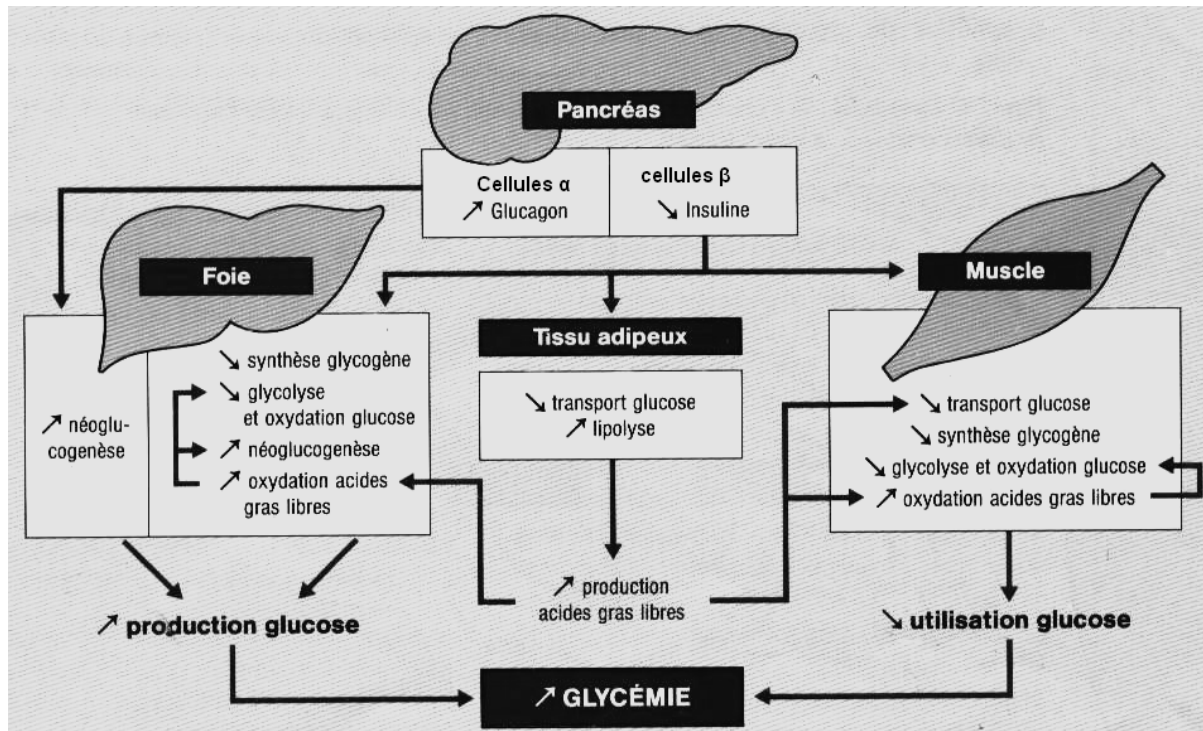 Pancréas
Cellules α
↗ Glucagon
cellules β
↘ Insuline
Foie
Muscle
Tissu adipeux
↗ néoglu-
cogenèse
↘ synthèse glycogène
↘ glycolyse
et oxydation glucose
↗ néoglucogenèse
↗ oxydation acides
gras libres
↘ transport glucose
↗ lipolyse
↘ transport glucose
↘ synthèse glycogène
↘ glycolyse et oxydation glucose
↗ oxydation acides gras libres
↗ production
acides gras libres
↗ production glucose
↘ utilisation glucose
↗ GLYCÉMIE